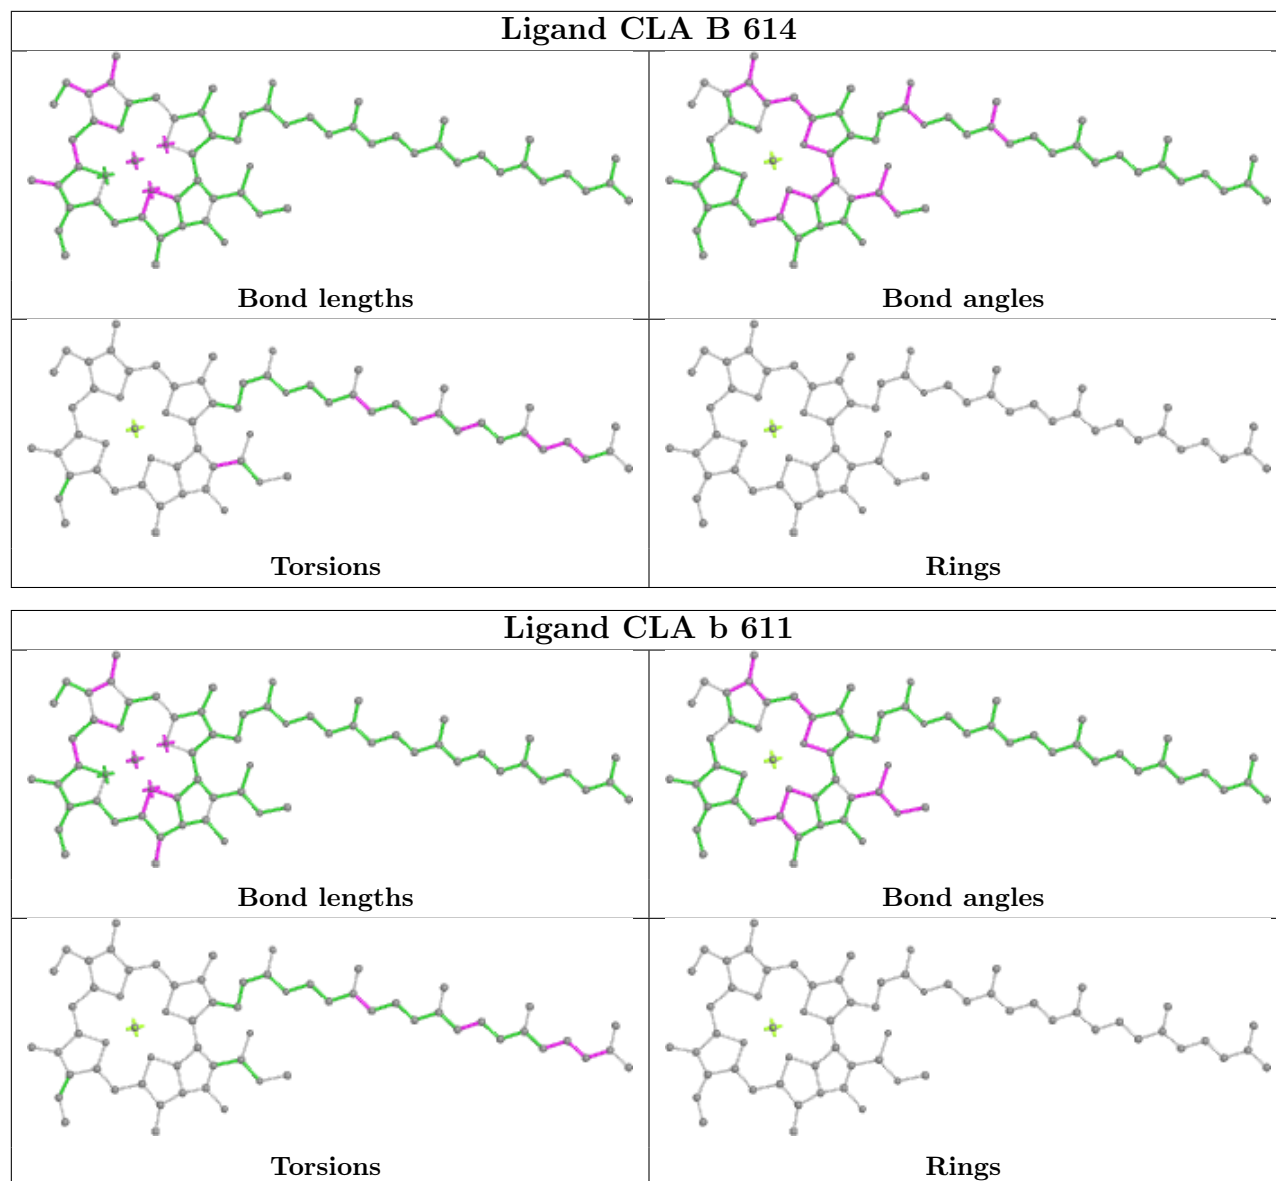 Ligand CLA B 614
Bond lengths
Bond angles
Torsions
Rings
Ligand CLA b 611
Bond lengths
Bond angles
Torsions
Rings